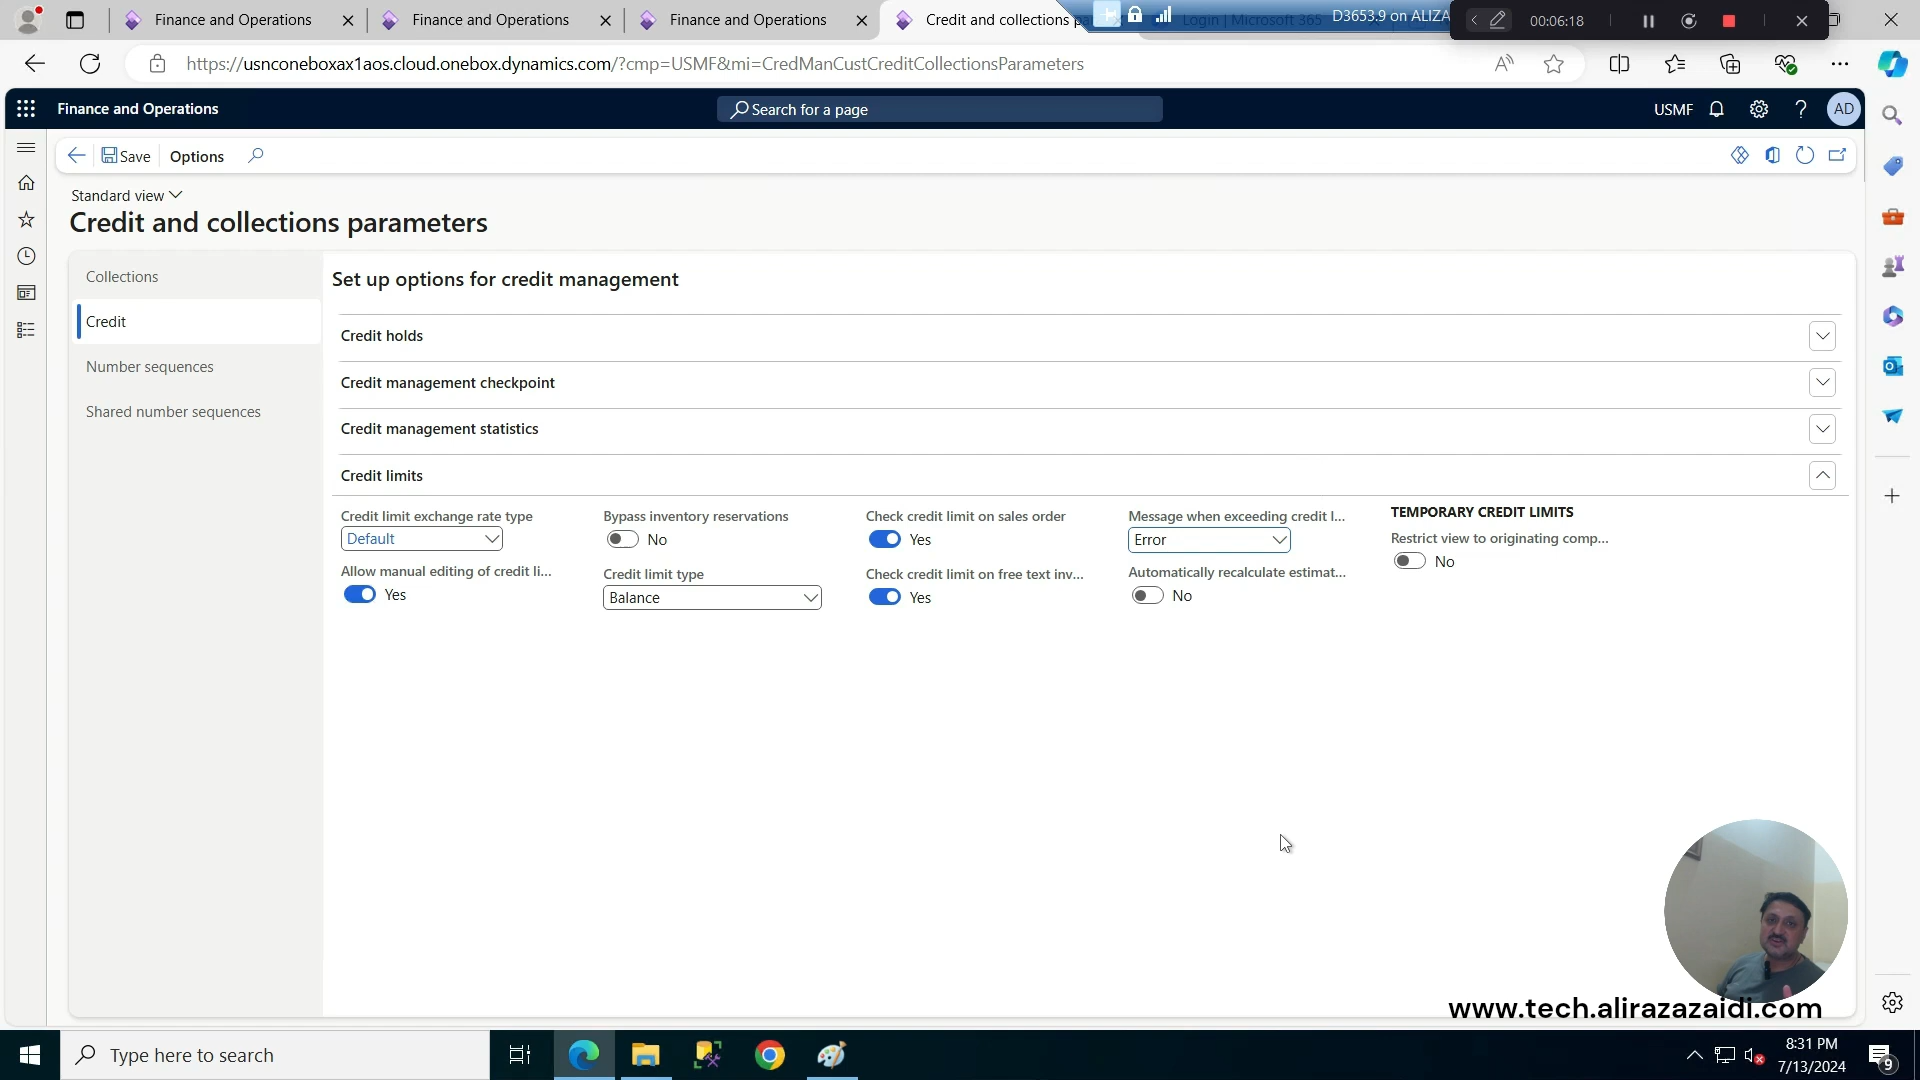 Finance and Operations
Finance and Operations
Finance and Operations
Credit and collections pa
Login | Microsoft 365
D3653.9 on ALIZA
00:06:18
https://usnconeboxax1aos.cloud.onebox.dynamics.com/?cmp=USMF&mi=CredManCustCreditCollectionsParameters
Finance and Operations
Search for a page
USMF
AD
Save
Options
Standard view
Credit and collections parameters
Collections
Credit
Number sequences
Shared number sequences
Set up options for credit management
Credit holds
Credit management checkpoint
Credit management statistics
Credit limits
Credit limit exchange rate type
Default
Allow manual editing of credit li...
Yes
Bypass inventory reservations
No
Credit limit type
Balance
Check credit limit on sales order
Yes
Check credit limit on free text inv...
Yes
Message when exceeding credit l...
Error
Automatically recalculate estimat...
No
TEMPORARY CREDIT LIMITS
Restrict view to originating comp...
No
www.tech.alirazazaidi.com
Type here to search
8:31 PM
7/13/2024
9